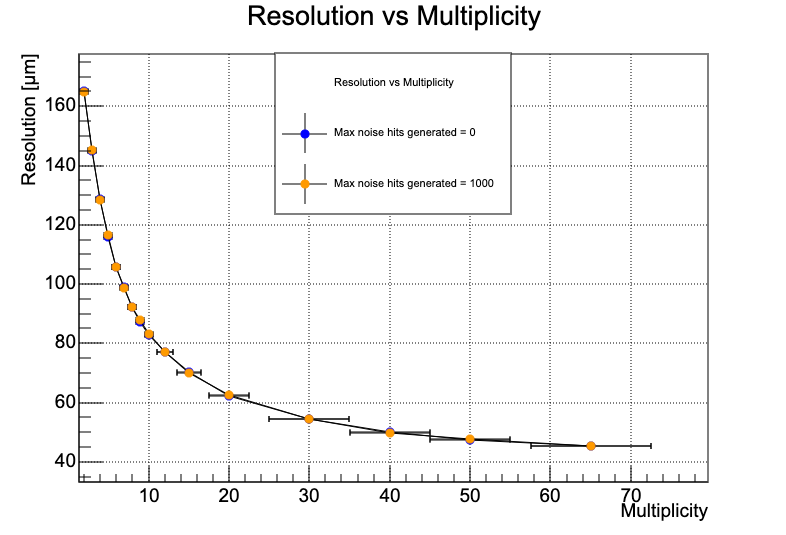 Resolution vs Multiplicity
Resolution [µm]
Resolution vs Multiplicity
Max noise hits generated = 0
Max noise hits generated = 1000
160
140
120
100
80
60
40
10 20 30 40 50 60 70
Multiplicity